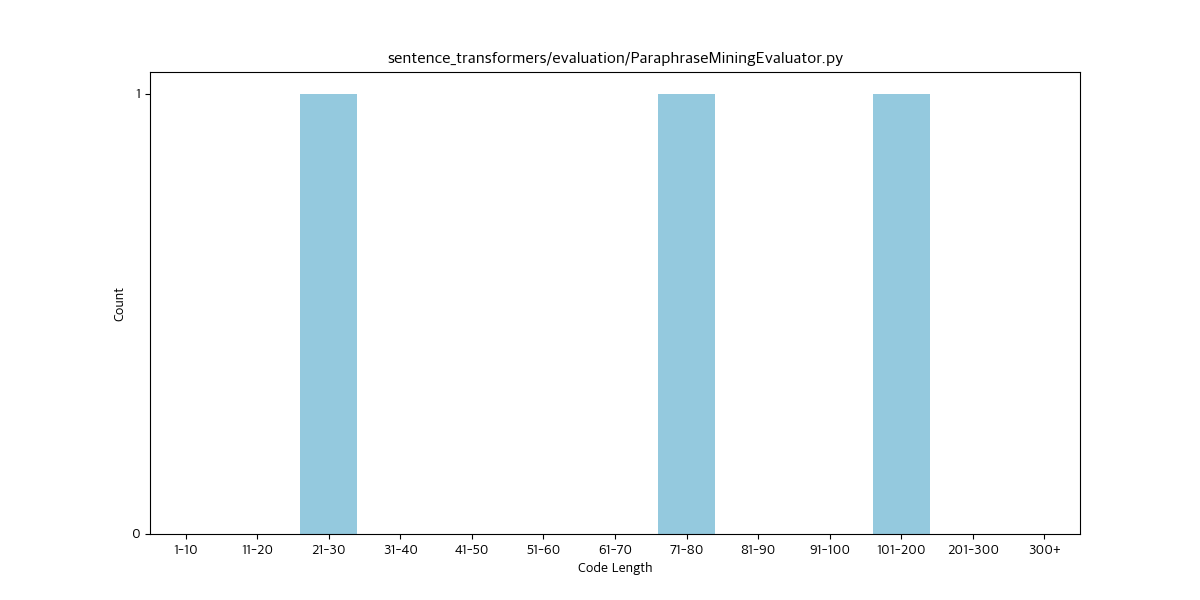 sentence_transformers/evaluation/ParaphraseMiningEvaluator.py
1
Count
0
1-10 11-20 21-30 31-40 41-50 51-60 61-70 71-80 81-90 91-100 101-200 201-300 300+
Code Length